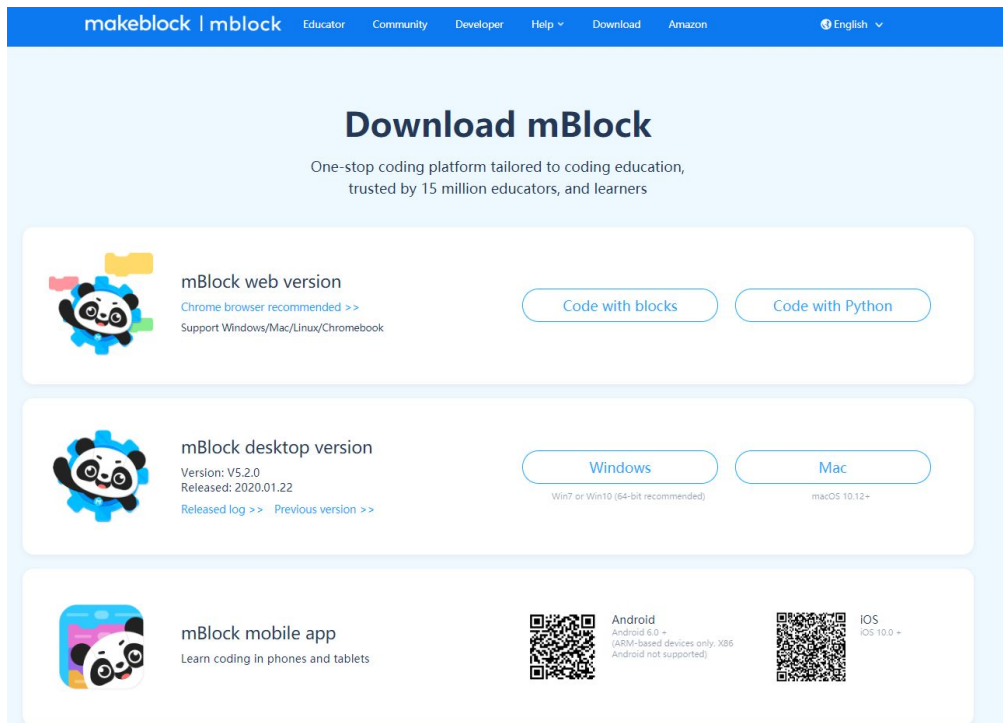 makeblock | mblock Educator Community Developer Help Download Amazon English
Download mBlock
One-stop coding platform tailored to coding education,
trusted by 15 million educators, and learners
mBlock web version
Chrome browser recommended >>
Support Windows/Mac/Linux/Chromebook
Code with blocks
Code with Python
mBlock desktop version
Version: V5.2.0
Released: 2020.01.22
Released log >> Previous version >>
Windows
Win7 or Win10 (64-bit recommended)
Mac
macOS 10.12+
mBlock mobile app
Learn coding in phones and tablets
Android
Android 6.0 +
(ARM-based devices only. X86
Android not supported)
iOS
iOS 10.0 +